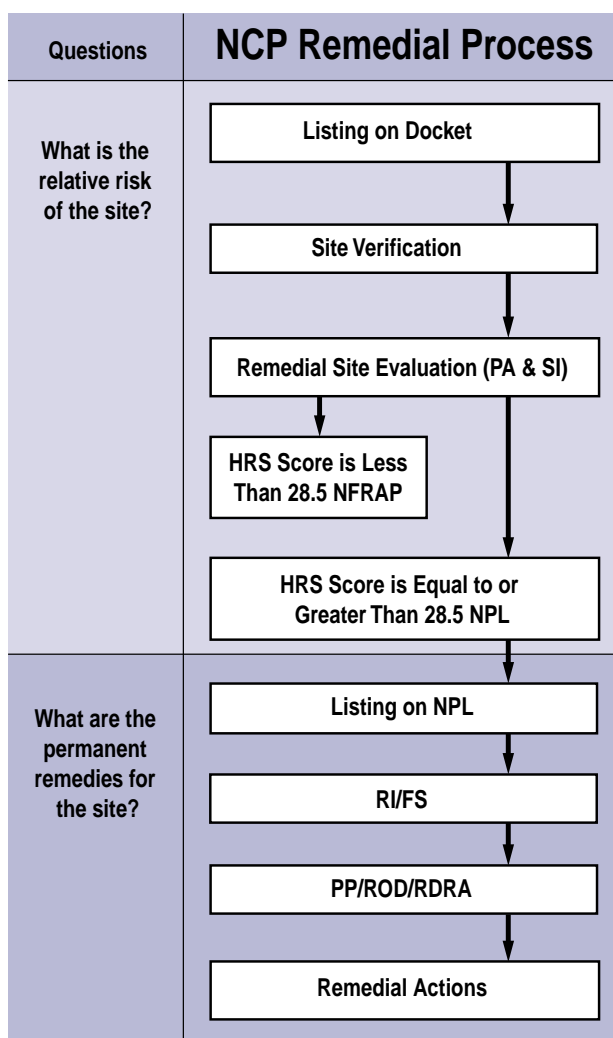 Questions
NCP Remedial Process
What is the
relative risk
of the site?
Listing on Docket
Site Verification
Remedial Site Evaluation (PA & SI)
HRS Score is Less
Than 28.5 NFRAP
HRS Score is Equal to or
Greater Than 28.5 NPL
What are the
permanent
remedies for
the site?
Listing on NPL
RI/FS
PP/ROD/RDRA
Remedial Actions